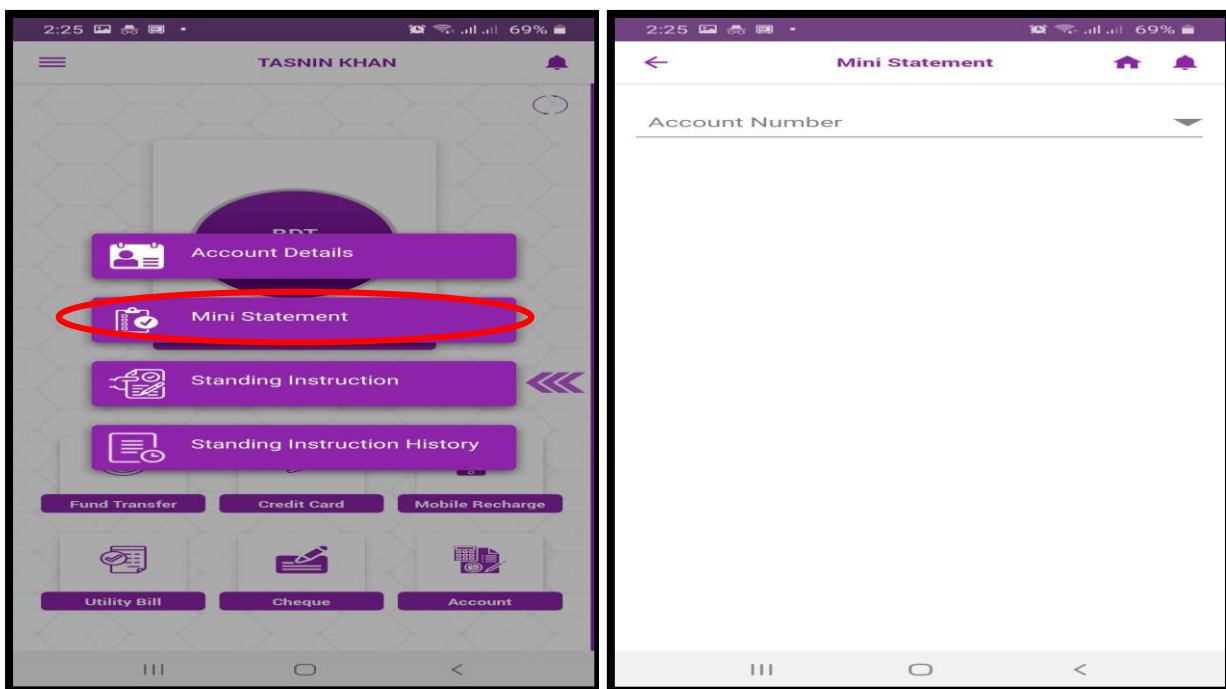 2:25
69%
TASNIN KHAN
BDT
Account Details
Mini Statement
Standing Instruction
Standing Instruction History
Fund Transfer
Credit Card
Mobile Recharge
Utility Bill
Cheque
Account
2:25
69%
Mini Statement
Account Number